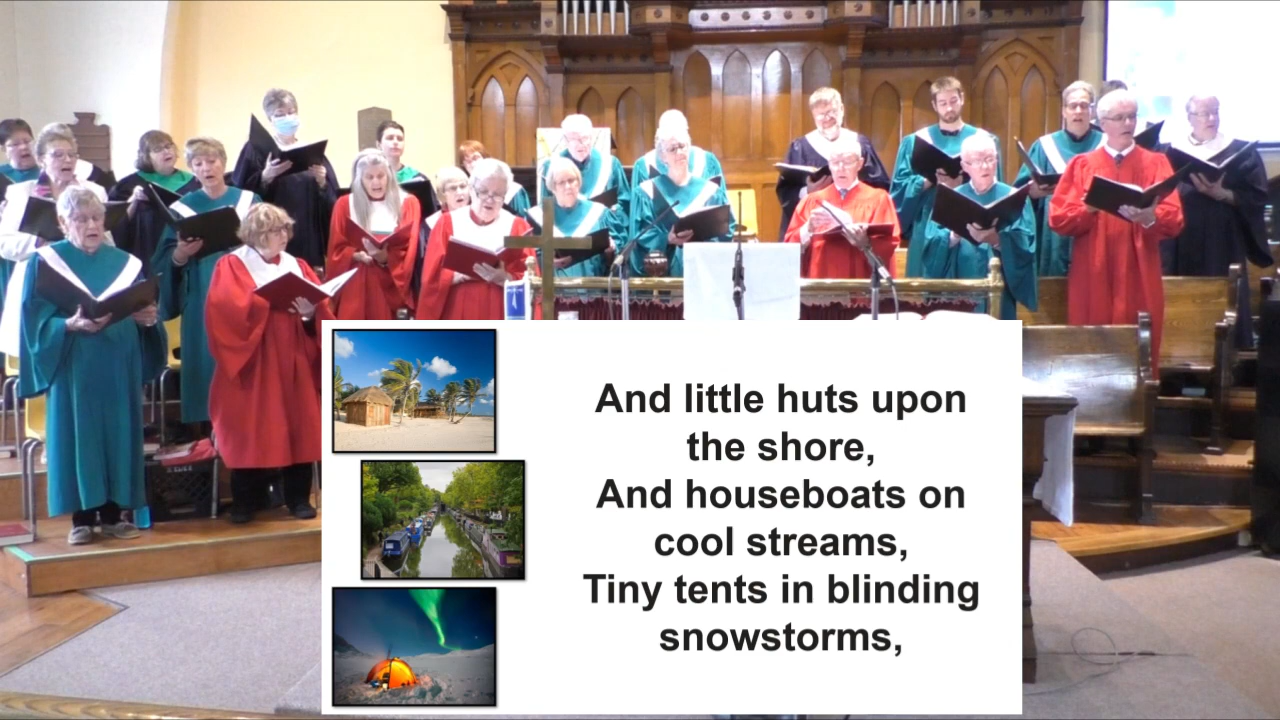 And little huts upon
the shore,
And houseboats on
cool streams,
Tiny tents in blinding
snowstorms,